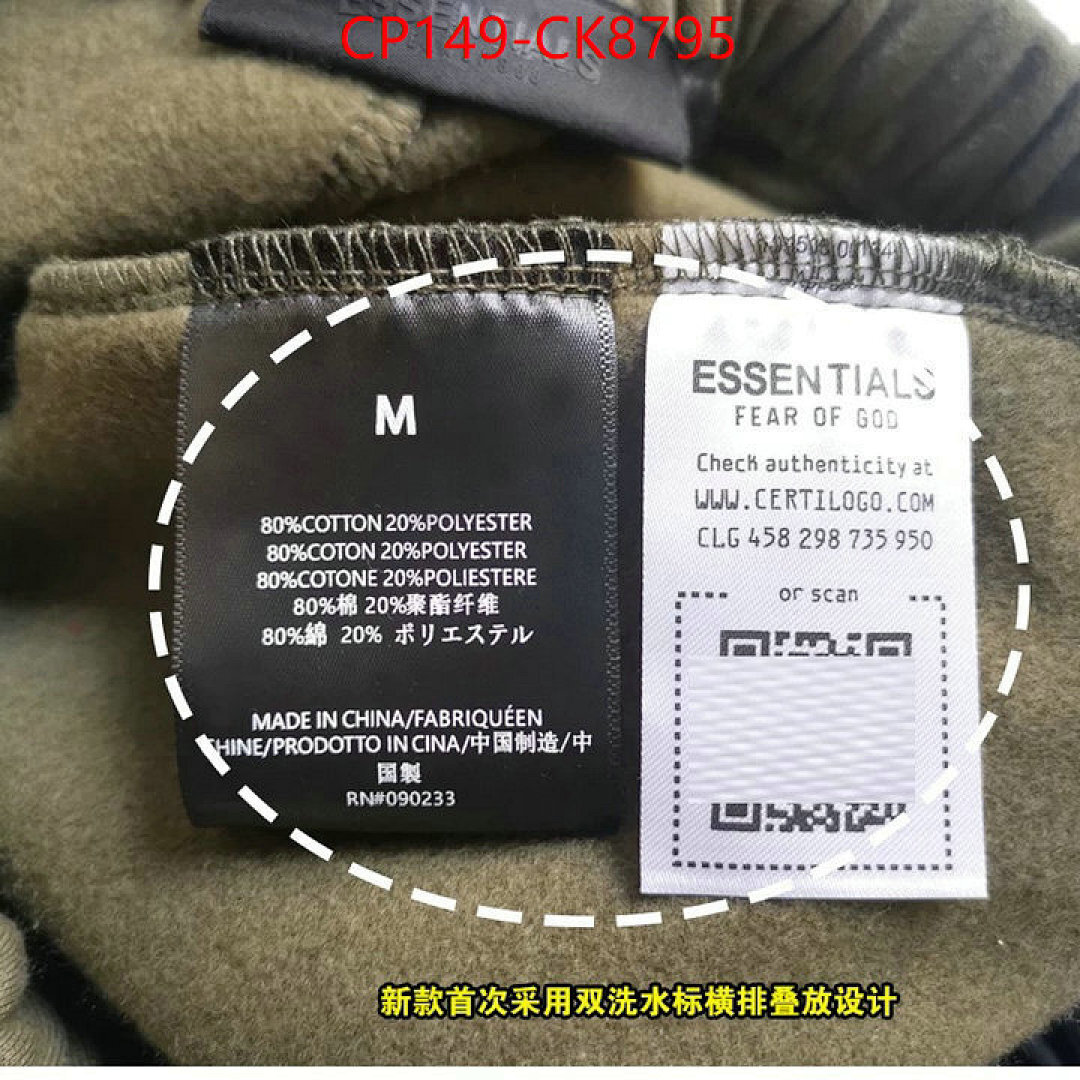 CP149-CK8795
ESSENTIALS
M
80%COTTON 20%POLYESTER
80%COTON 20%POLYESTER
80%COTONE 20%POLIESTERE
80%棉 20%聚酯纤维
80%綿 20% ポリエステル
MADE IN CHINA/FABRIQUÉEN
CHINE/PRODOTTO IN CINA/中国制造/中
国製
RN#090233
ESSENTIALS
FEAR OF GOD
Check authenticity at
WWW.CERTILOGO.COM
CLG 458 298 735 950
or scan
新款首次采用双洗水标横排叠放设计